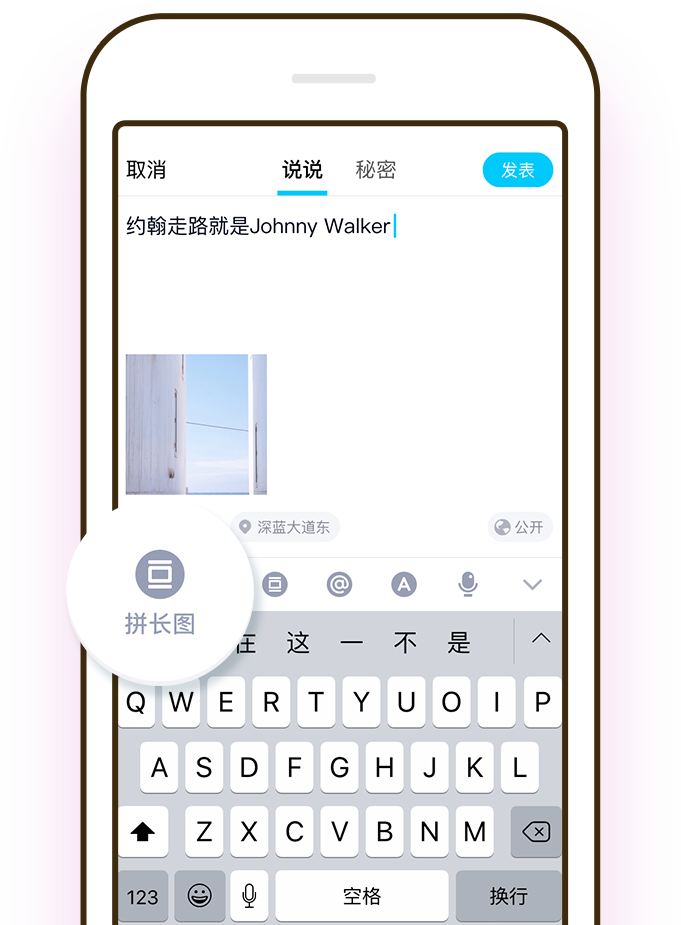 取消 说说 秘密 发表
约翰走路就是Johnny Walker
深蓝大道东 公开
拼长图
在 这 一 不 是
Q W E R T Y U O I P
A S D F G H J K L
Z X C V B N M
123 空格 换行